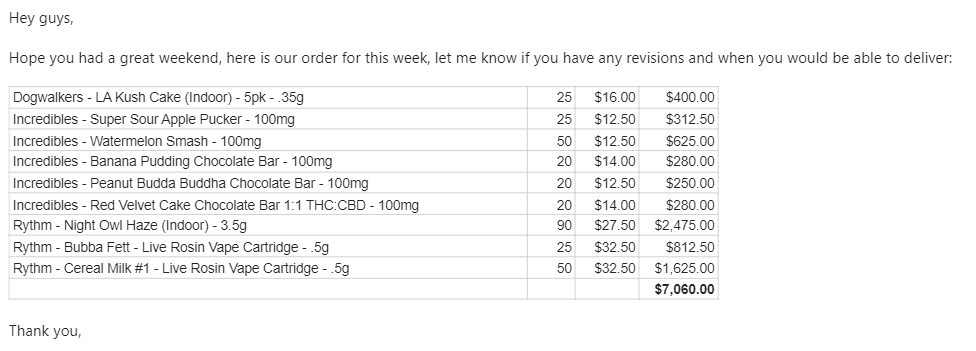 Hey guys,
Hope you had a great weekend, here is our order for this week, let me know if you have any revisions and when you would be able to deliver:
Dogwalkers - LA Kush Cake (Indoor) - 5pk - .35g 25 $16.00 $400.00
Incredibles - Super Sour Apple Pucker - 100mg 25 $12.50 $312.50
Incredibles - Watermelon Smash - 100mg 50 $12.50 $625.00
Incredibles - Banana Pudding Chocolate Bar - 100mg 20 $14.00 $280.00
Incredibles - Peanut Budda Buddha Chocolate Bar - 100mg 20 $12.50 $250.00
Incredibles - Red Velvet Cake Chocolate Bar 1:1 THC:CBD - 100mg 20 $14.00 $280.00
Rythm - Night Owl Haze (Indoor) - 3.5g 90 $27.50 $2,475.00
Rythm - Bubba Fett - Live Rosin Vape Cartridge - .5g 25 $32.50 $812.50
Rythm - Cereal Milk #1 - Live Rosin Vape Cartridge - .5g 50 $32.50 $1,625.00
$7,060.00
Thank you,